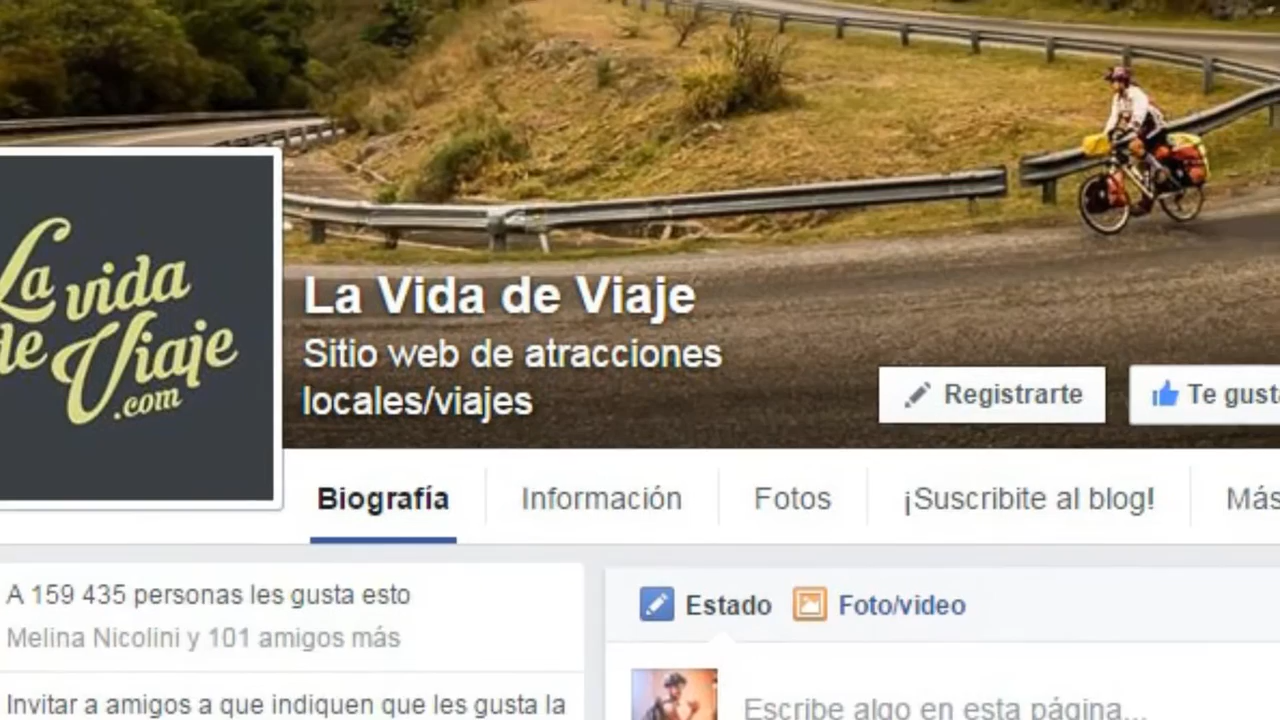 La vida
de Viaje
.com
La Vida de Viaje
Sitio web de atracciones
locales/viajes
Registrarte
Te gusta
Biografía
Información
Fotos
¡Suscribite al blog!
Más
A 159 435 personas les gusta esto
Melina Nicolini y 101 amigos más
Invitar a amigos a que indiquen que les gusta la
Estado
Foto/video
Escribe algo en esta página...